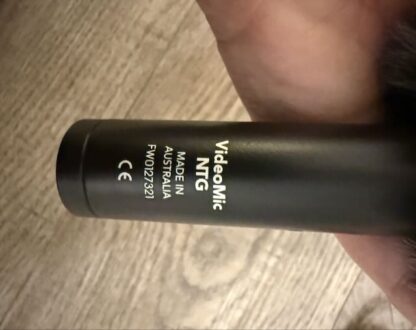 VideoMic
NTG
MADE IN
AUSTRALIA
FW0127321
CE